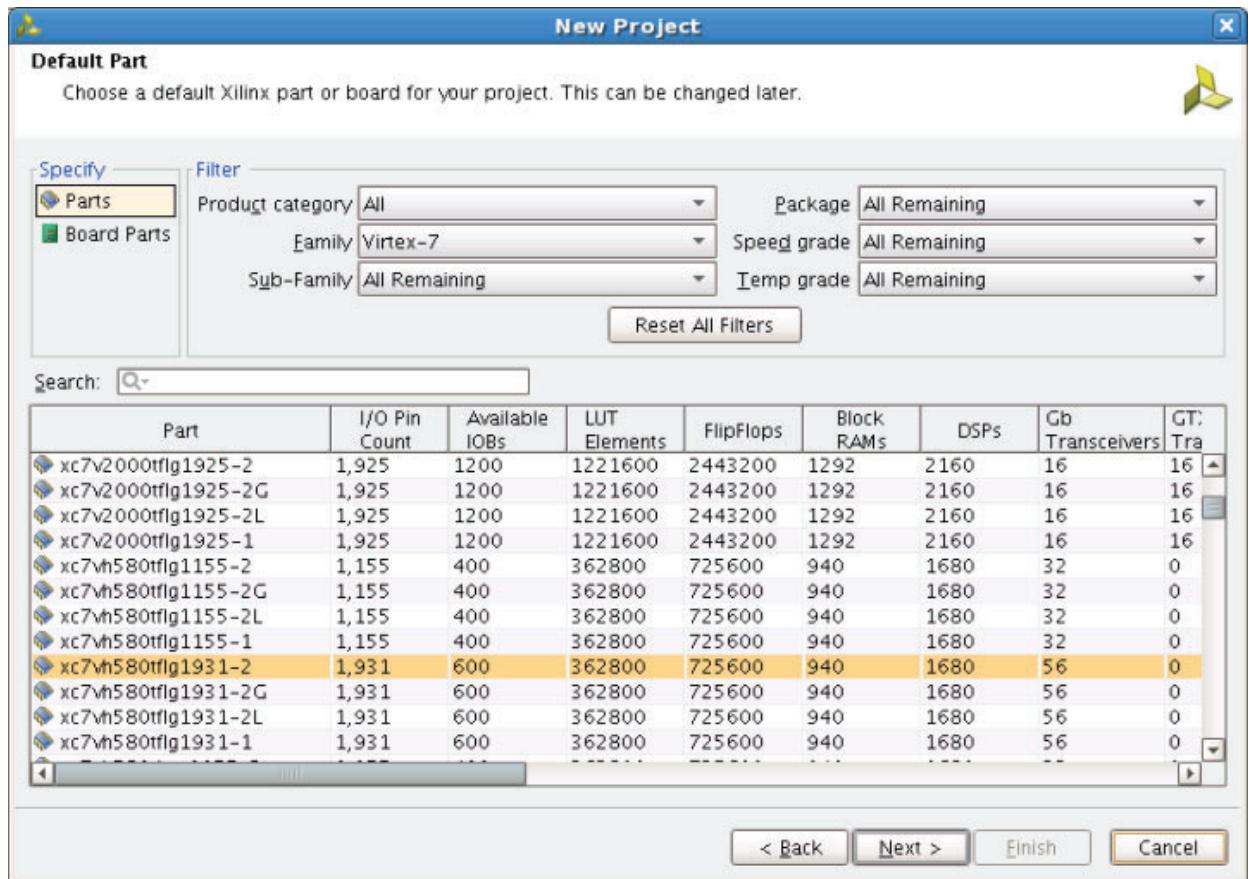 New Project
Default Part
Choose a default Xilinx part or board for your project. This can be changed later.
Specify
Parts
Board Parts
Filter
Product category All
Package All Remaining
Family Virtex-7
Speed grade All Remaining
Sub-Family All Remaining
Temp grade All Remaining
Reset All Filters
Search:
Part I/O Pin Count Available IOBs LUT Elements FlipFlops Block RAMs DSPs Gb Transceivers GTX Tra
xc7v2000tflg1925-2 1,925 1200 1221600 2443200 1292 2160 16 16
xc7v2000tflg1925-2G 1,925 1200 1221600 2443200 1292 2160 16 16
xc7v2000tflg1925-2L 1,925 1200 1221600 2443200 1292 2160 16 16
xc7v2000tflg1925-1 1,925 1200 1221600 2443200 1292 2160 16 16
xc7vh580tflg1155-2 1,155 400 362800 725600 940 1680 32 0
xc7vh580tflg1155-2G 1,155 400 362800 725600 940 1680 32 0
xc7vh580tflg1155-2L 1,155 400 362800 725600 940 1680 32 0
xc7vh580tflg1155-1 1,155 400 362800 725600 940 1680 32 0
xc7vh580tflg1931-2 1,931 600 362800 725600 940 1680 56 0
xc7vh580tflg1931-2G 1,931 600 362800 725600 940 1680 56 0
xc7vh580tflg1931-2L 1,931 600 362800 725600 940 1680 56 0
xc7vh580tflg1931-1 1,931 600 362800 725600 940 1680 56 0
< Back
Next >
Finish
Cancel